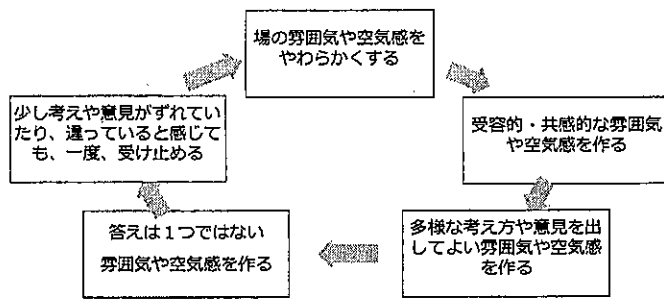 場の雰囲気や空気感を
やわらかくする
受容的・共感的な雰囲気
や空気感を作る
多様な考え方や意見を出
してよい雰囲気や空気感
を作る
答えは１つではない
雰囲気や空気感を作る
少し考えや意見がずれてい
たり、違っていると感じて
も、一度、受け止める